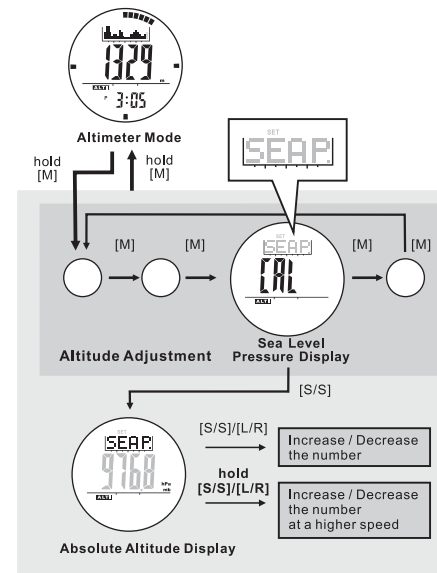 1329
m
ALTI
P 3:05
Altimeter Mode
hold
[M]
hold
[M]
SET
SEAP.
[M]
[M]
[M]
[M]
SET
SEAP.
CAL
ALTI
Altitude Adjustment
Sea Level
Pressure Display
[S/S]
SET
SEAP.
9768
hPa
mb
ALTI
[S/S]/[L/R]
Increase / Decrease
the number
hold
[S/S]/[L/R]
Increase / Decrease
the number
at a higher speed
Absolute Altitude Display